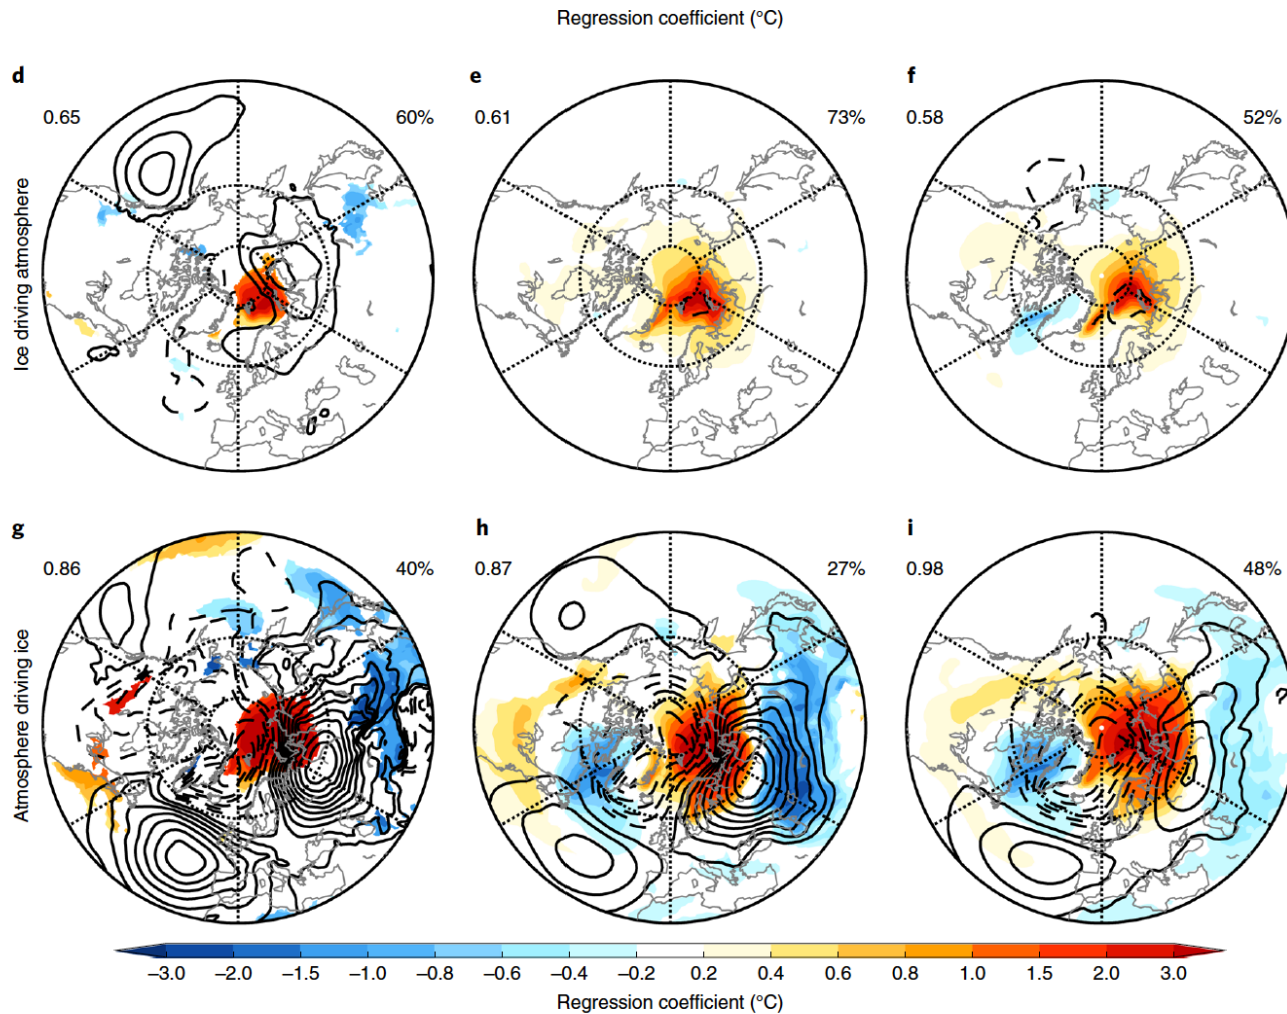 Regression coefficient (°C)
d
e
f
0.65
60%
0.61
73%
0.58
52%
Ice driving atmosphere
g
h
i
0.86
40%
0.87
27%
0.98
48%
Atmosphere driving ice
−3.0 −2.0 −1.5 −1.0 −0.8 −0.6 −0.4 −0.2 0.2 0.4 0.6 0.8 1.0 1.5 2.0 3.0
Regression coefficient (°C)